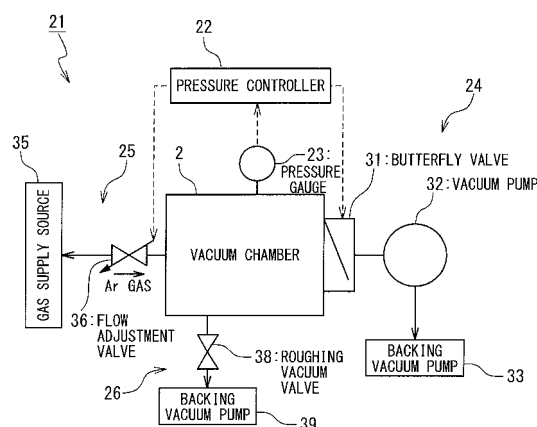 21
22
PRESSURE CONTROLLER
24
35
25
2
23:
PRESSURE
GAUGE
31:BUTTERFLY VALVE
32:VACUUM PUMP
GAS SUPPLY SOURCE
VACUUM CHAMBER
Ar GAS
36:FLOW
ADJUSTMENT
VALVE
38:ROUGHING
VACUUM
VALVE
26
BACKING
VACUUM PUMP
33
BACKING
VACUUM PUMP
39